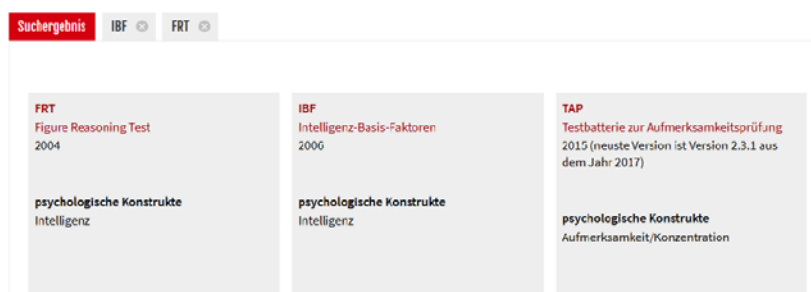 Suchergebnis IBF FRT
FRT
Figure Reasoning Test
2004
psychologische Konstrukte
Intelligenz
IBF
Intelligenz-Basis-Faktoren
2006
psychologische Konstrukte
Intelligenz
TAP
Testbatterie zur Aufmerksamkeitsprüfung
2015 (neuste Version ist Version 2.3.1 aus
dem Jahr 2017)
psychologische Konstrukte
Aufmerksamkeit/Konzentration